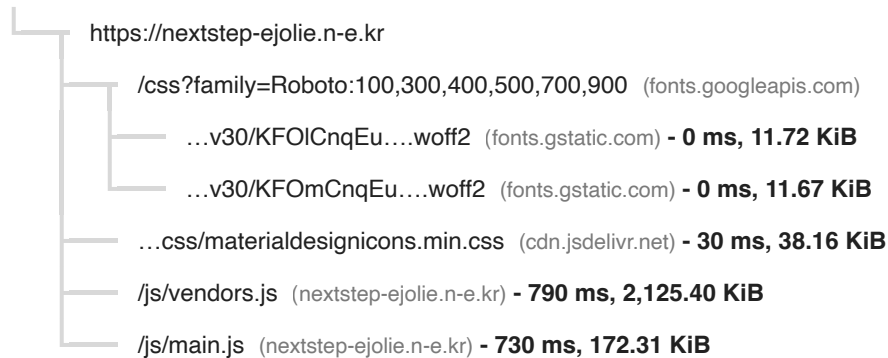 https://nextstep-ejolie.n-e.kr
/css?family=Roboto:100,300,400,500,700,900 (fonts.googleapis.com)
…v30/KFOlCnqEu….woff2 (fonts.gstatic.com) - 0 ms, 11.72 KiB
…v30/KFOmCnqEu….woff2 (fonts.gstatic.com) - 0 ms, 11.67 KiB
…css/materialdesignicons.min.css (cdn.jsdelivr.net) - 30 ms, 38.16 KiB
/js/vendors.js (nextstep-ejolie.n-e.kr) - 790 ms, 2,125.40 KiB
/js/main.js (nextstep-ejolie.n-e.kr) - 730 ms, 172.31 KiB